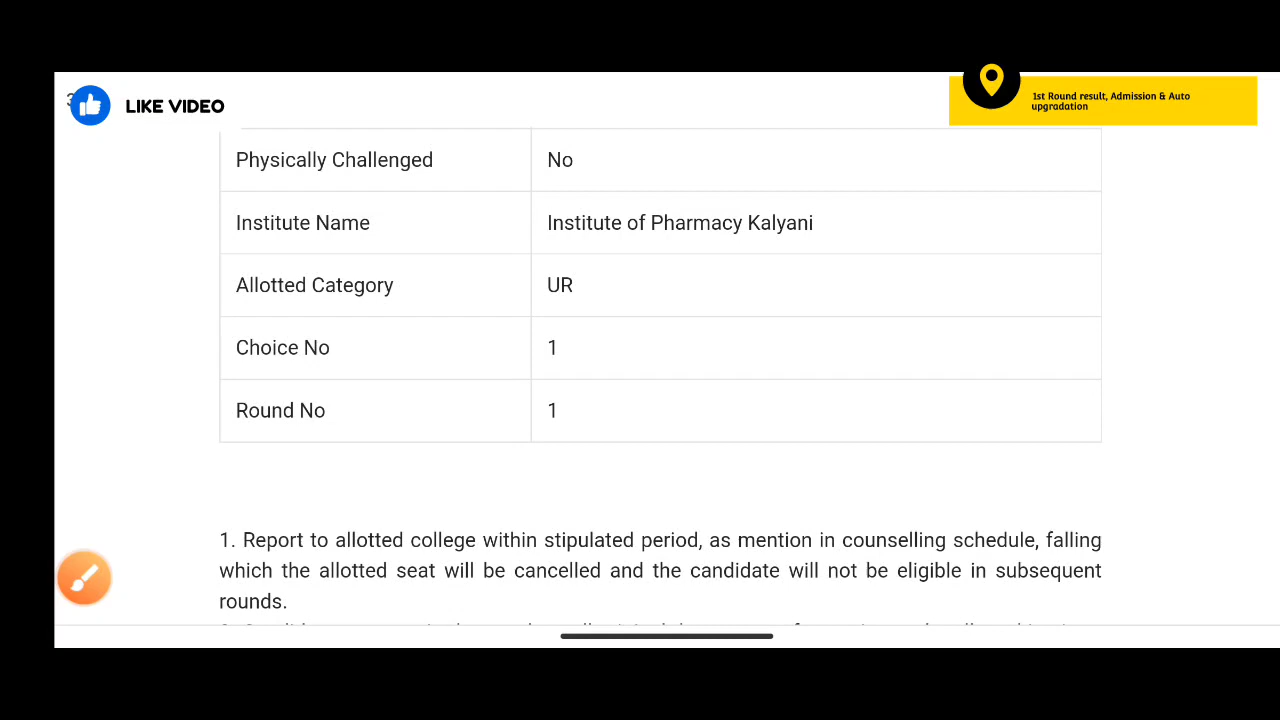 LIKE VIDEO
1st Round result, Admission & Auto
upgradation
Physically Challenged No
Institute Name Institute of Pharmacy Kalyani
Allotted Category UR
Choice No 1
Round No 1
1. Report to allotted college within stipulated period, as mention in counselling schedule, falling
which the allotted seat will be cancelled and the candidate will not be eligible in subsequent
rounds.